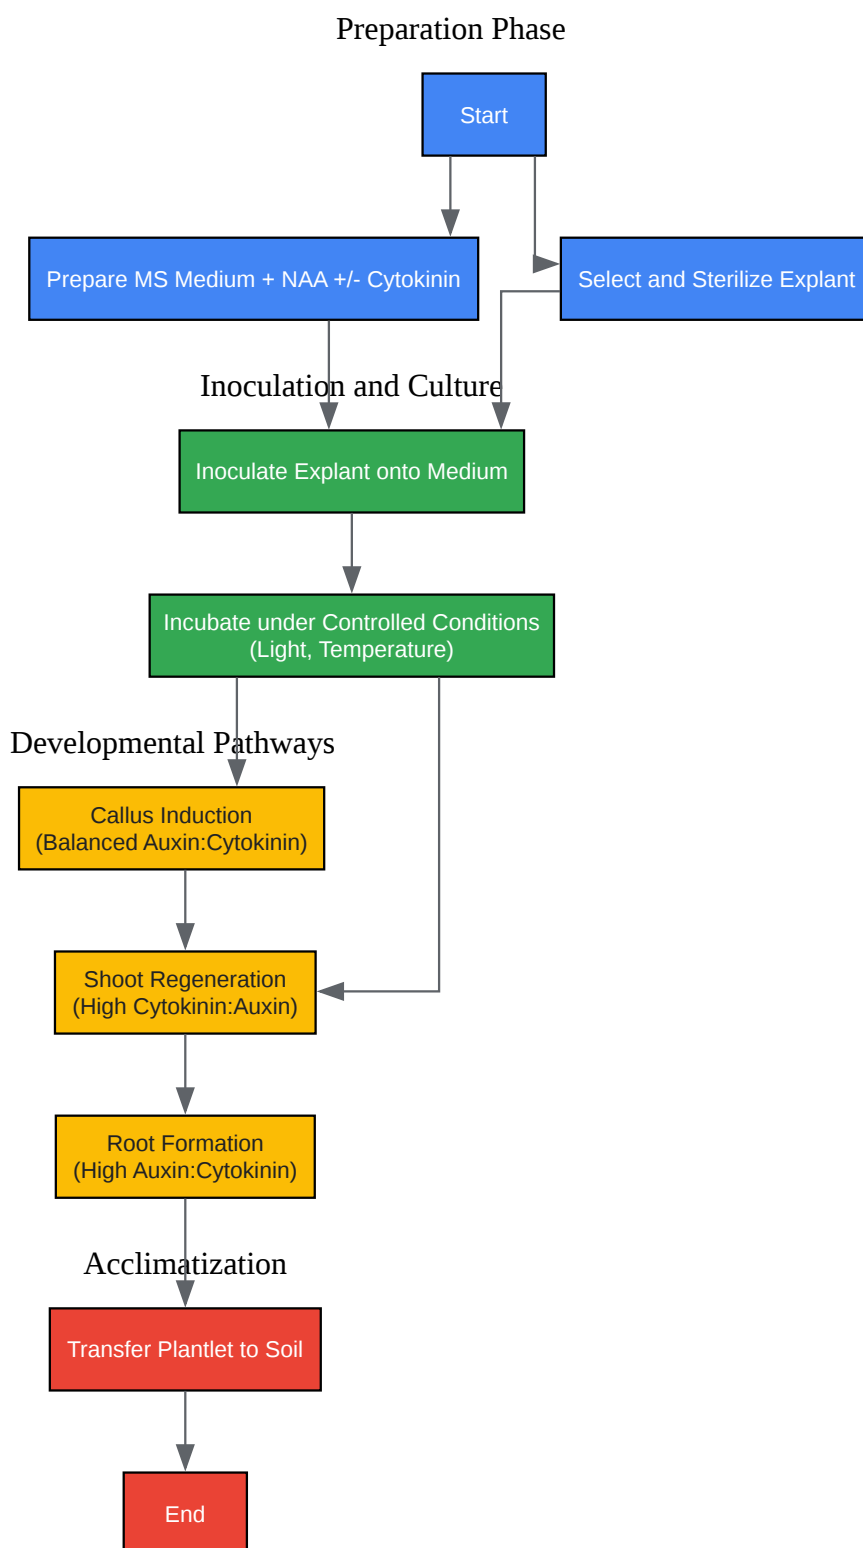 Preparation Phase
Start
Prepare MS Medium + NAA +/- Cytokinin
Select and Sterilize Explant
Inoculation and Culture
Inoculate Explant onto Medium
Incubate under Controlled Conditions
(Light, Temperature)
Developmental Pathways
Callus Induction
(Balanced Auxin:Cytokinin)
Shoot Regeneration
(High Cytokinin:Auxin)
Root Formation
(High Auxin:Cytokinin)
Acclimatization
Transfer Plantlet to Soil
End